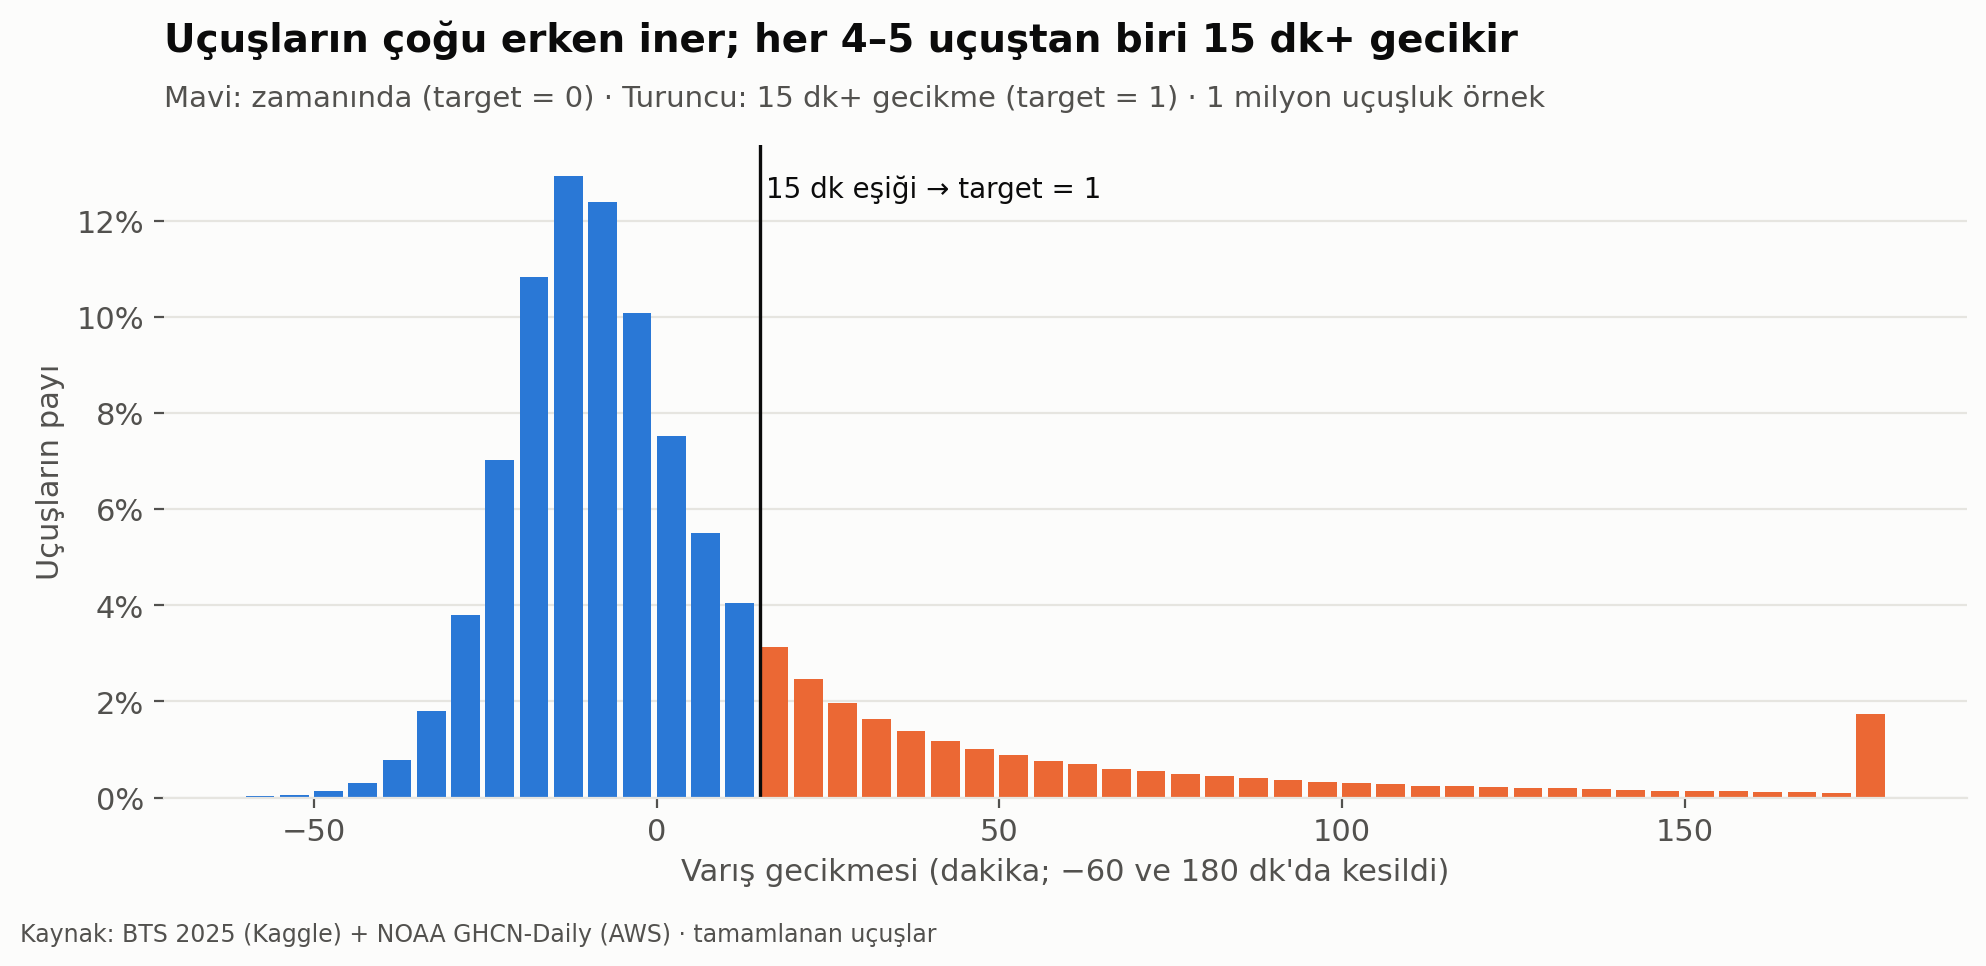 Uçuşların çoğu erken iner; her 4–5 uçuştan biri 15 dk+ gecikir
Mavi: zamanında (target = 0) · Turuncu: 15 dk+ gecikme (target = 1) · 1 milyon uçuşluk örnek
15 dk eşiği → target = 1
12%
10%
8%
6%
4%
2%
0%
Uçuşların payı
−50
0
50
100
150
Varış gecikmesi (dakika; −60 ve 180 dk'da kesildi)
Kaynak: BTS 2025 (Kaggle) + NOAA GHCN-Daily (AWS) · tamamlanan uçuşlar